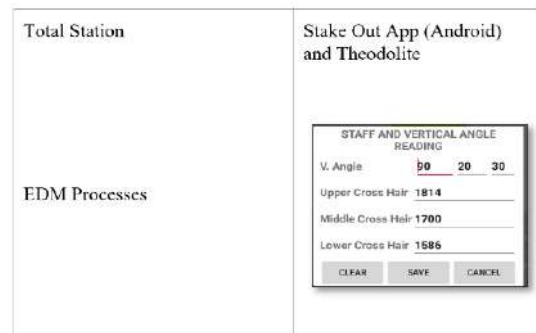 Total Station
Stake Out App (Android)
and Theodolite
EDM Processes
STAFF AND VERTICAL ANGLE
READING
V. Angle 90 20 30
Upper Cross Hair 1814
Middle Cross Hair 1700
Lower Cross Hair 1586
CLEAR SAVE CANCEL